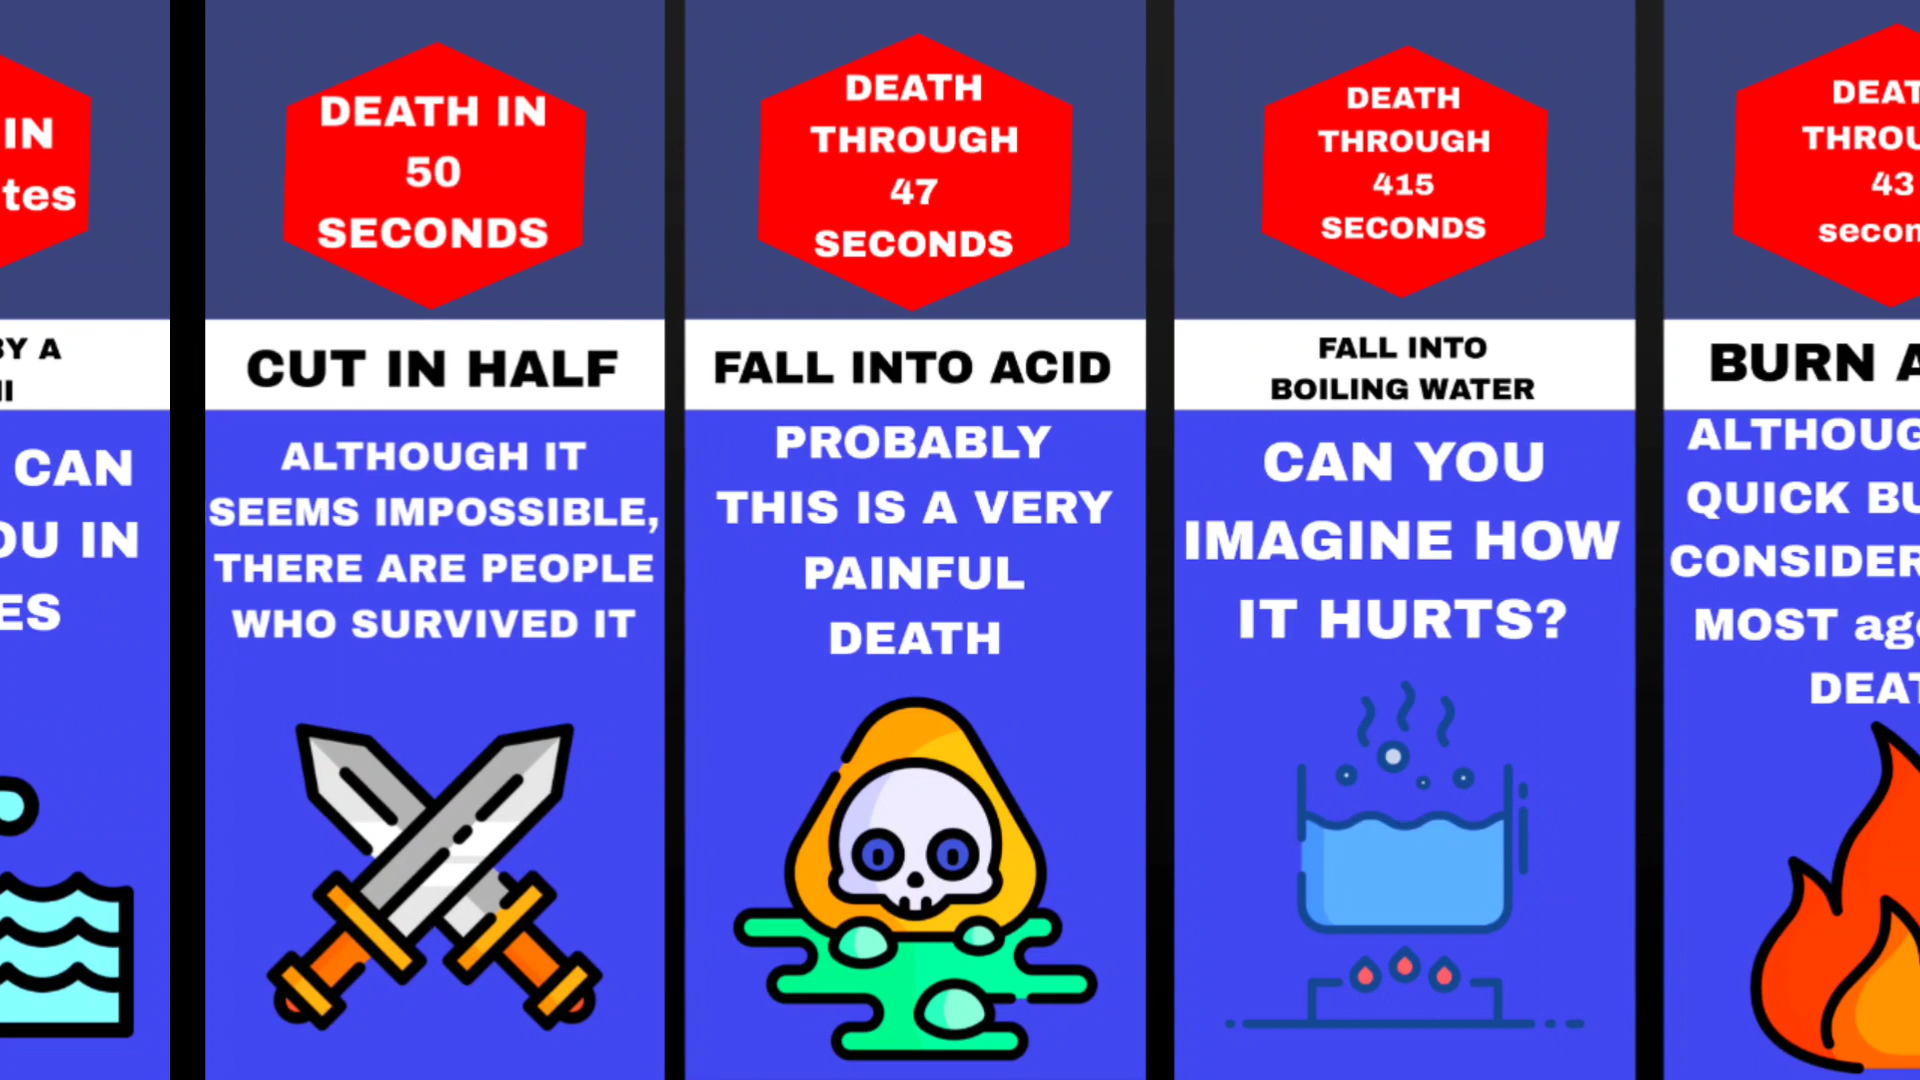 IN
tes
BY A
CAN
OU IN
ES
DEATH IN
50
SECONDS
CUT IN HALF
ALTHOUGH IT
SEEMS IMPOSSIBLE,
THERE ARE PEOPLE
WHO SURVIVED IT
DEATH
THROUGH
47
SECONDS
FALL INTO ACID
PROBABLY
THIS IS A VERY
PAINFUL
DEATH
DEATH
THROUGH
415
SECONDS
FALL INTO
BOILING WATER
CAN YOU
IMAGINE HOW
IT HURTS?
DEAT
THROU
43
secon
BURN A
ALTHOUG
QUICK BU
CONSIDER
MOST ag
DEAT